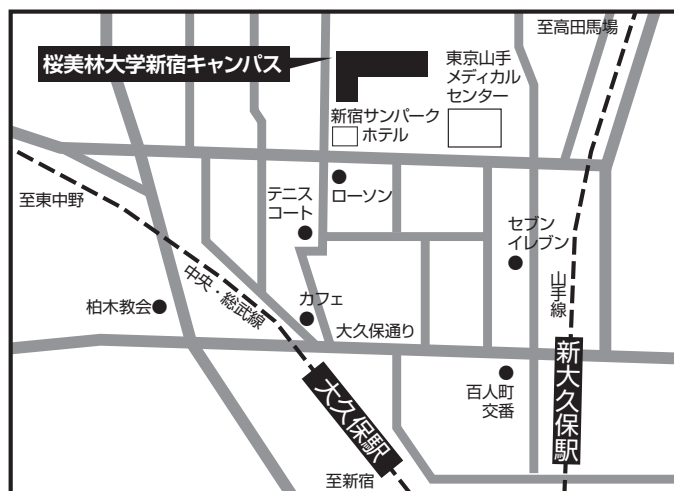 至高田馬場
桜美林大学新宿キャンパス
東京山手
メディカル
センター
新宿サンパーク
ホテル
至東中野
テニス
コート
ローソン
セブン
イレブン
中央・総武線
山手線
柏木教会
カフェ
大久保通り
大久保駅
新大久保駅
百人町
交番
至新宿